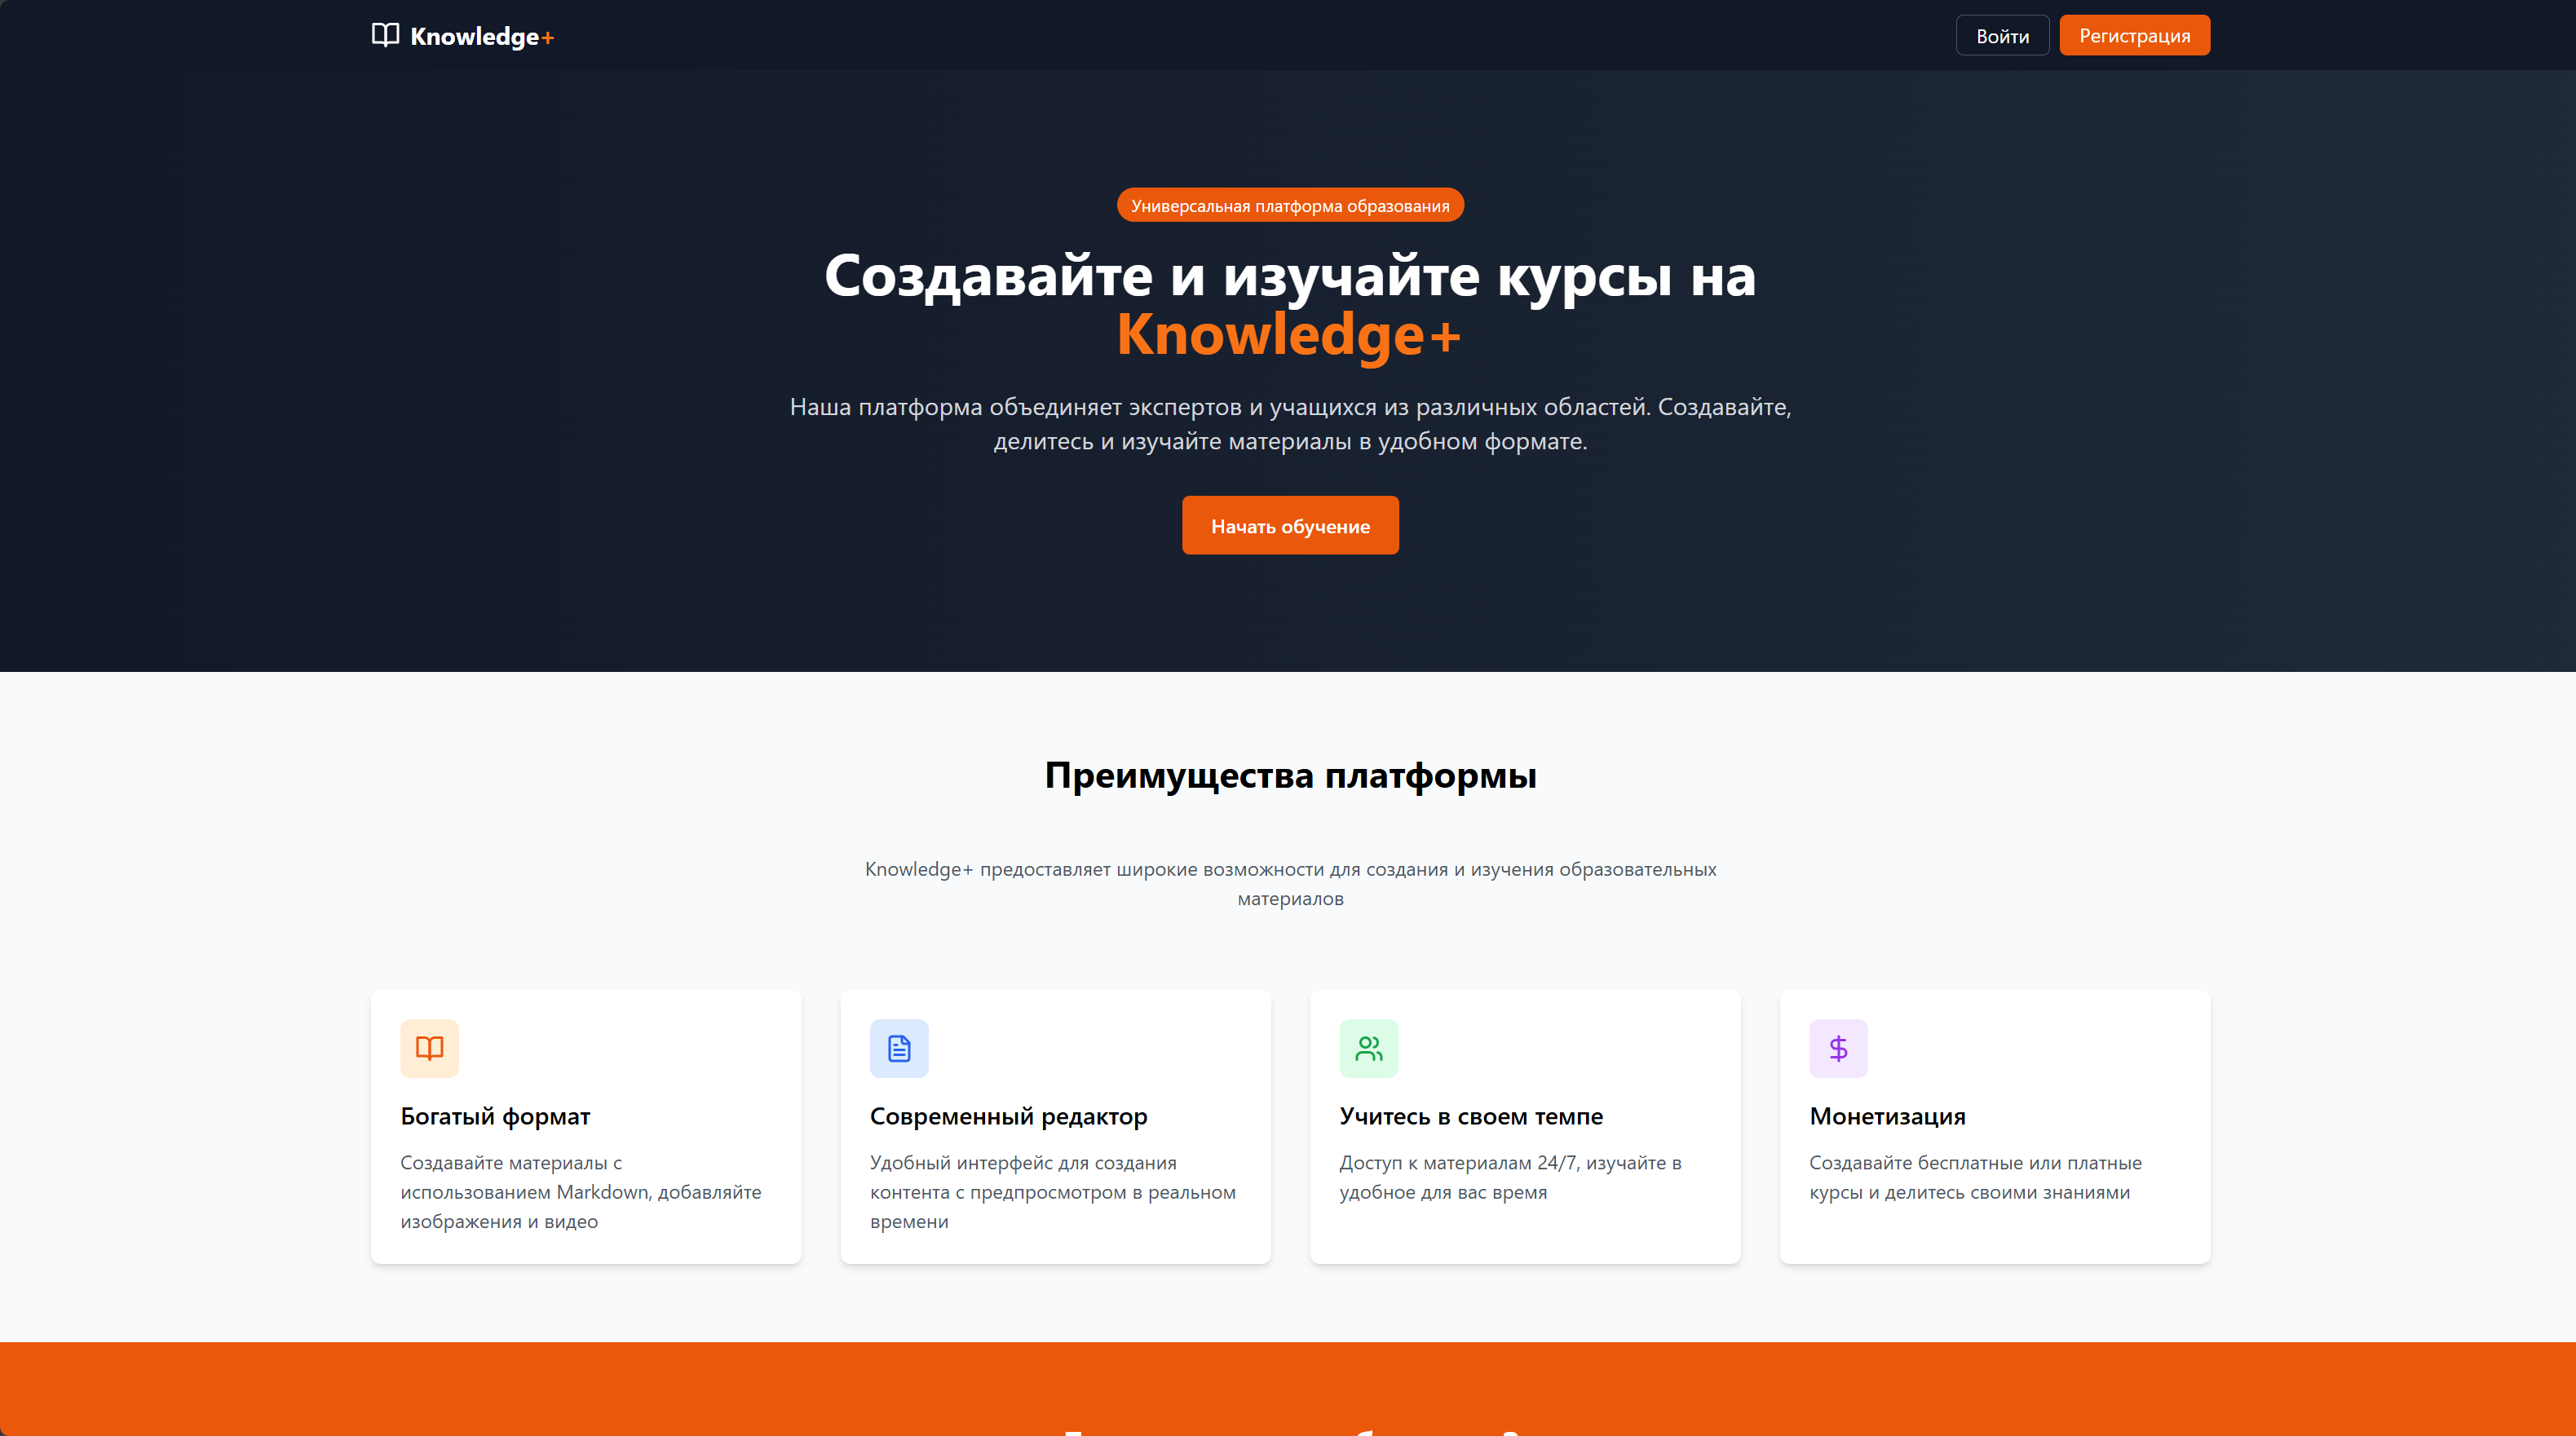 Knowledge+
Войти
Регистрация
Универсальная платформа образования
Создавайте и изучайте курсы на
Knowledge+
Наша платформа объединяет экспертов и учащихся из различных областей. Создавайте,
делитесь и изучайте материалы в удобном формате.
Начать обучение
Преимущества платформы
Knowledge+ предоставляет широкие возможности для создания и изучения образовательных
материалов
Богатый формат
Создавайте материалы с
использованием Markdown, добавляйте
изображения и видео
Современный редактор
Удобный интерфейс для создания
контента с предпросмотром в реальном
времени
Учитесь в своем темпе
Доступ к материалам 24/7, изучайте в
удобное для вас время
Монетизация
Создавайте бесплатные или платные
курсы и делитесь своими знаниями